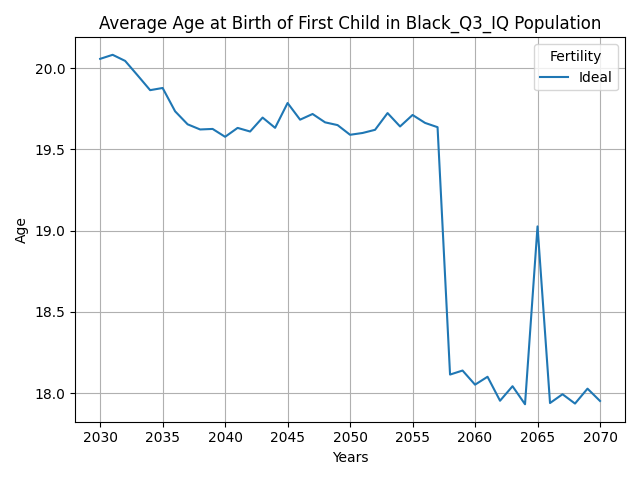 Average Age at Birth of First Child in Black_Q3_IQ Population
Fertility
Ideal
Age
20.0
19.5
19.0
18.5
18.0
2030 2035 2040 2045 2050 2055 2060 2065 2070
Years